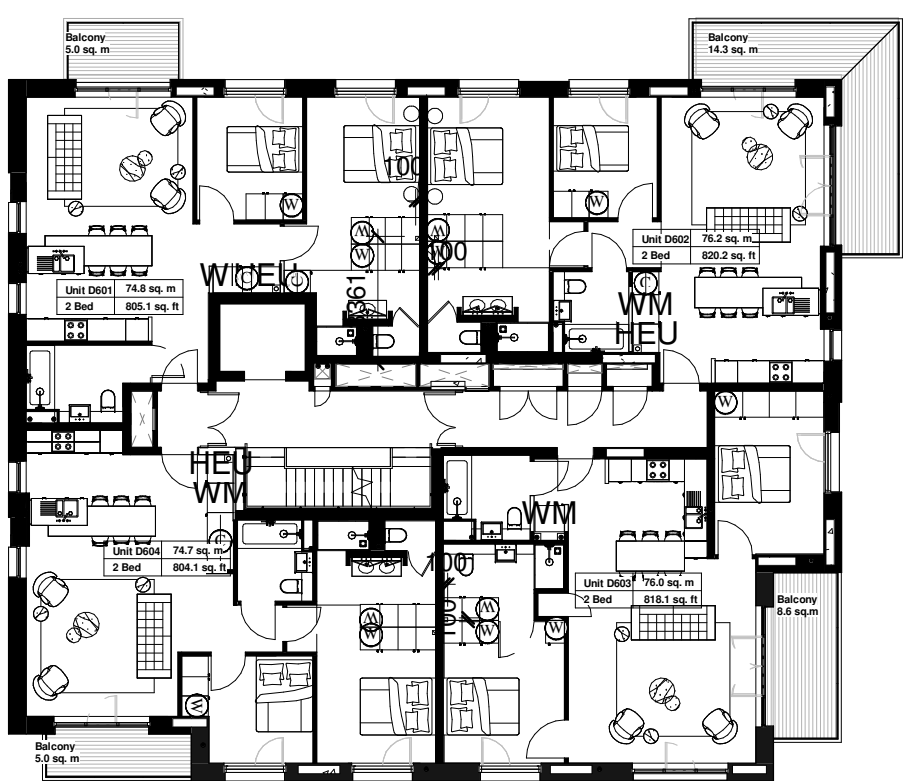 Balcony
5.0 sq. m
Balcony
14.3 sq. m
W
W
100
W
W
W
W
100
Unit D602 76.2 sq. m
2 Bed 820.2 sq. ft
WM
HEU
Unit D601 74.8 sq. m
2 Bed 805.1 sq. ft
361
W
HEU
WM
WM
Unit D604 74.7 sq. m
2 Bed 804.1 sq. ft
100
100
Unit D603 76.0 sq. m
2 Bed 818.1 sq. ft
Balcony
8.6 sq.m
W
W
W
W
W
W
Balcony
5.0 sq. m